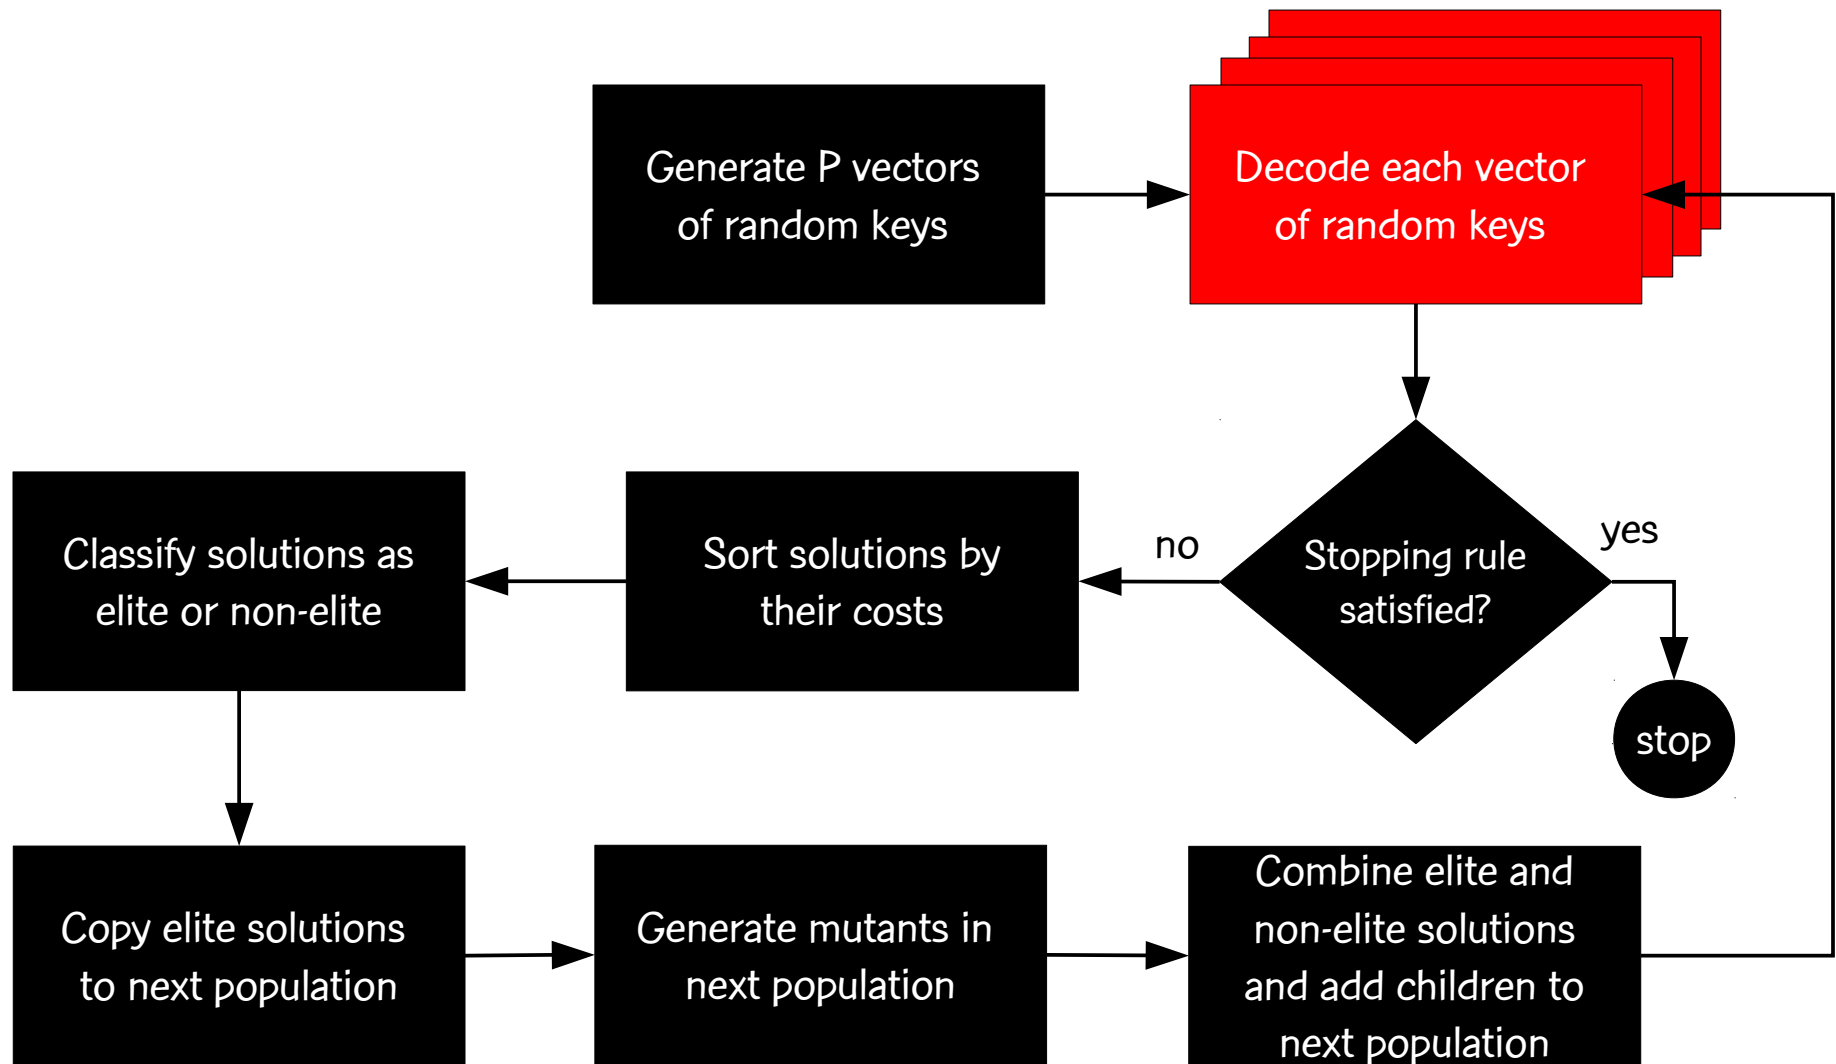 Generate P vectors
of random keys
Decode each vector
of random keys
Stopping rule
satisfied?
yes
no
stop
Sort solutions by
their costs
Classify solutions as
elite or non-elite
Copy elite solutions
to next population
Generate mutants in
next population
Combine elite and
non-elite solutions
and add children to
next population